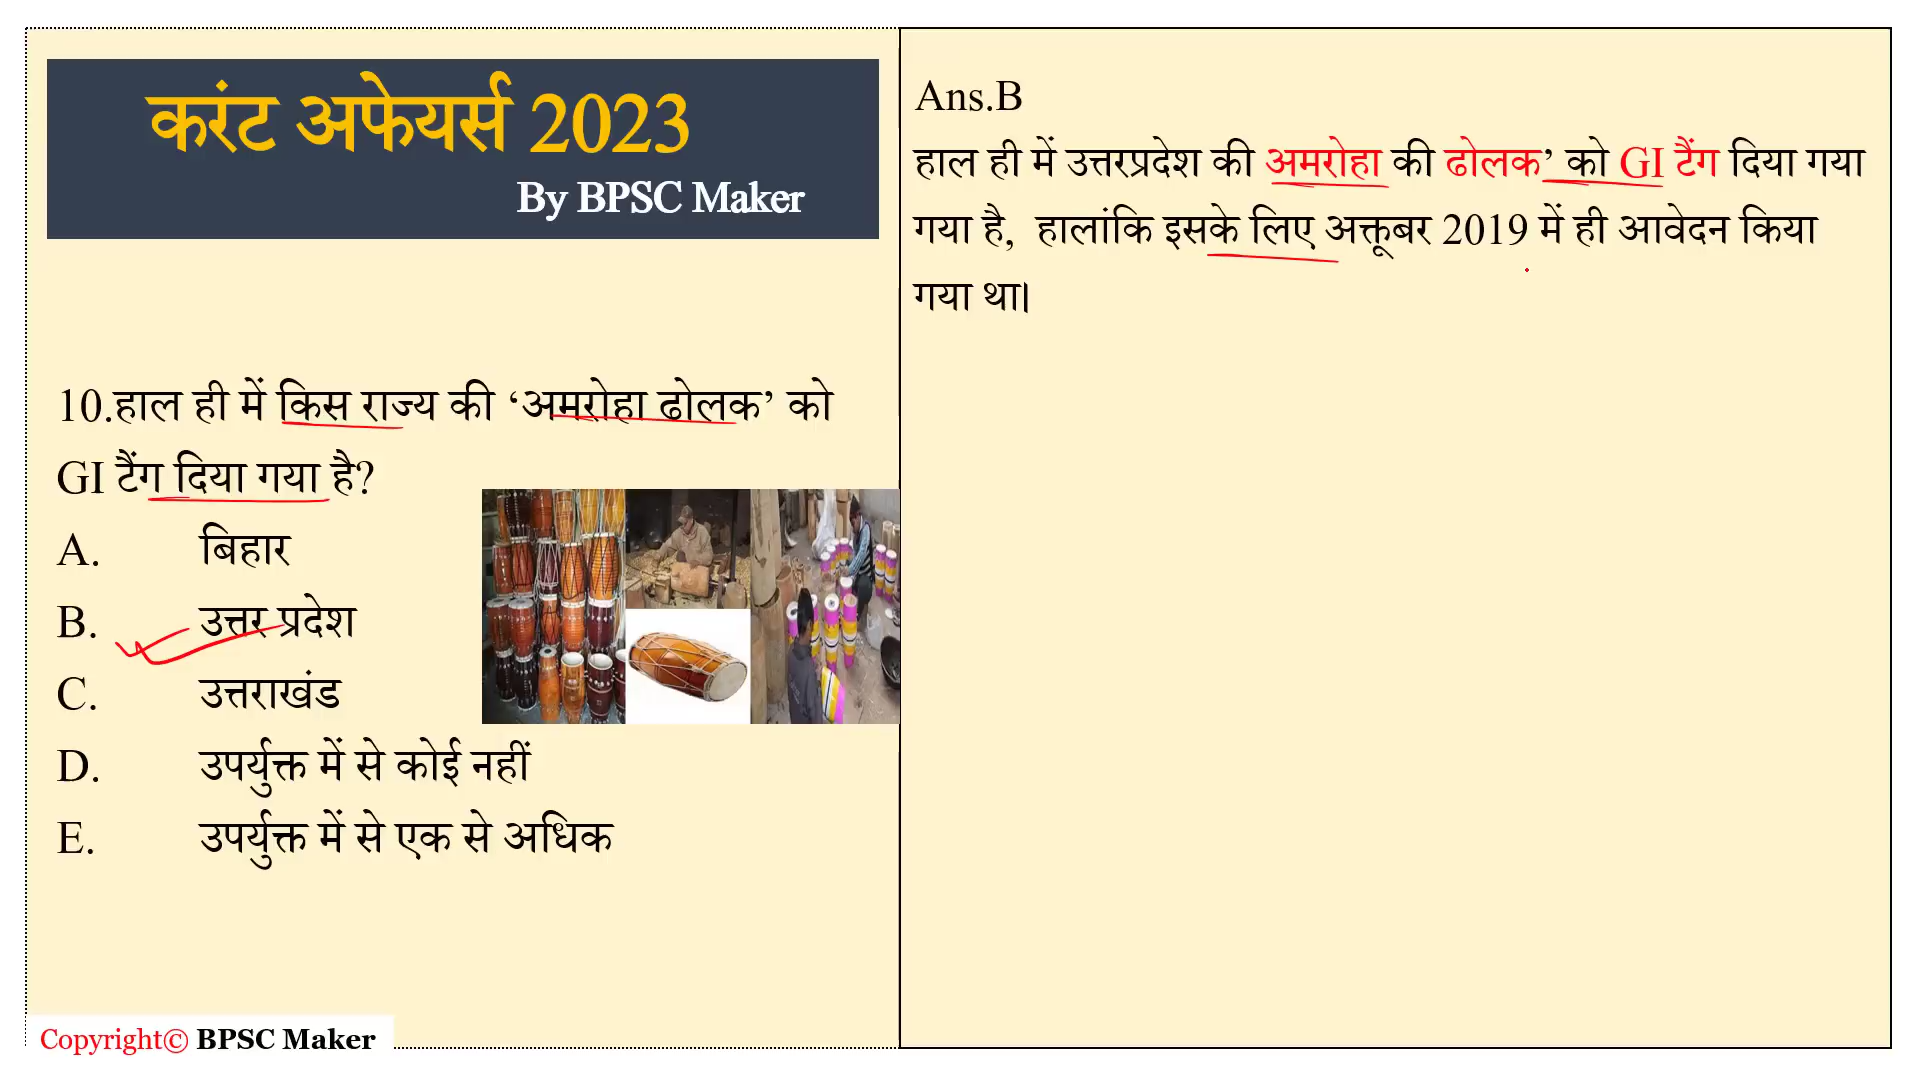 करंट अफेयर्स 2023
By BPSC Maker
10.हाल ही में किस राज्य की ‘अमरोहा ढोलक’ को
GI टैंग दिया गया है?
A. बिहार
B. उत्तर प्रदेश
C. उत्तराखंड
D. उपर्युक्त में से कोई नहीं
E. उपर्युक्त में से एक से अधिक
Copyright© BPSC Maker
Ans.B
हाल ही में उत्तरप्रदेश की अमरोहा की ढोलक’ को GI टैंग दिया गया
गया है, हालांकि इसके लिए अक्तूबर 2019 में ही आवेदन किया
गया था।